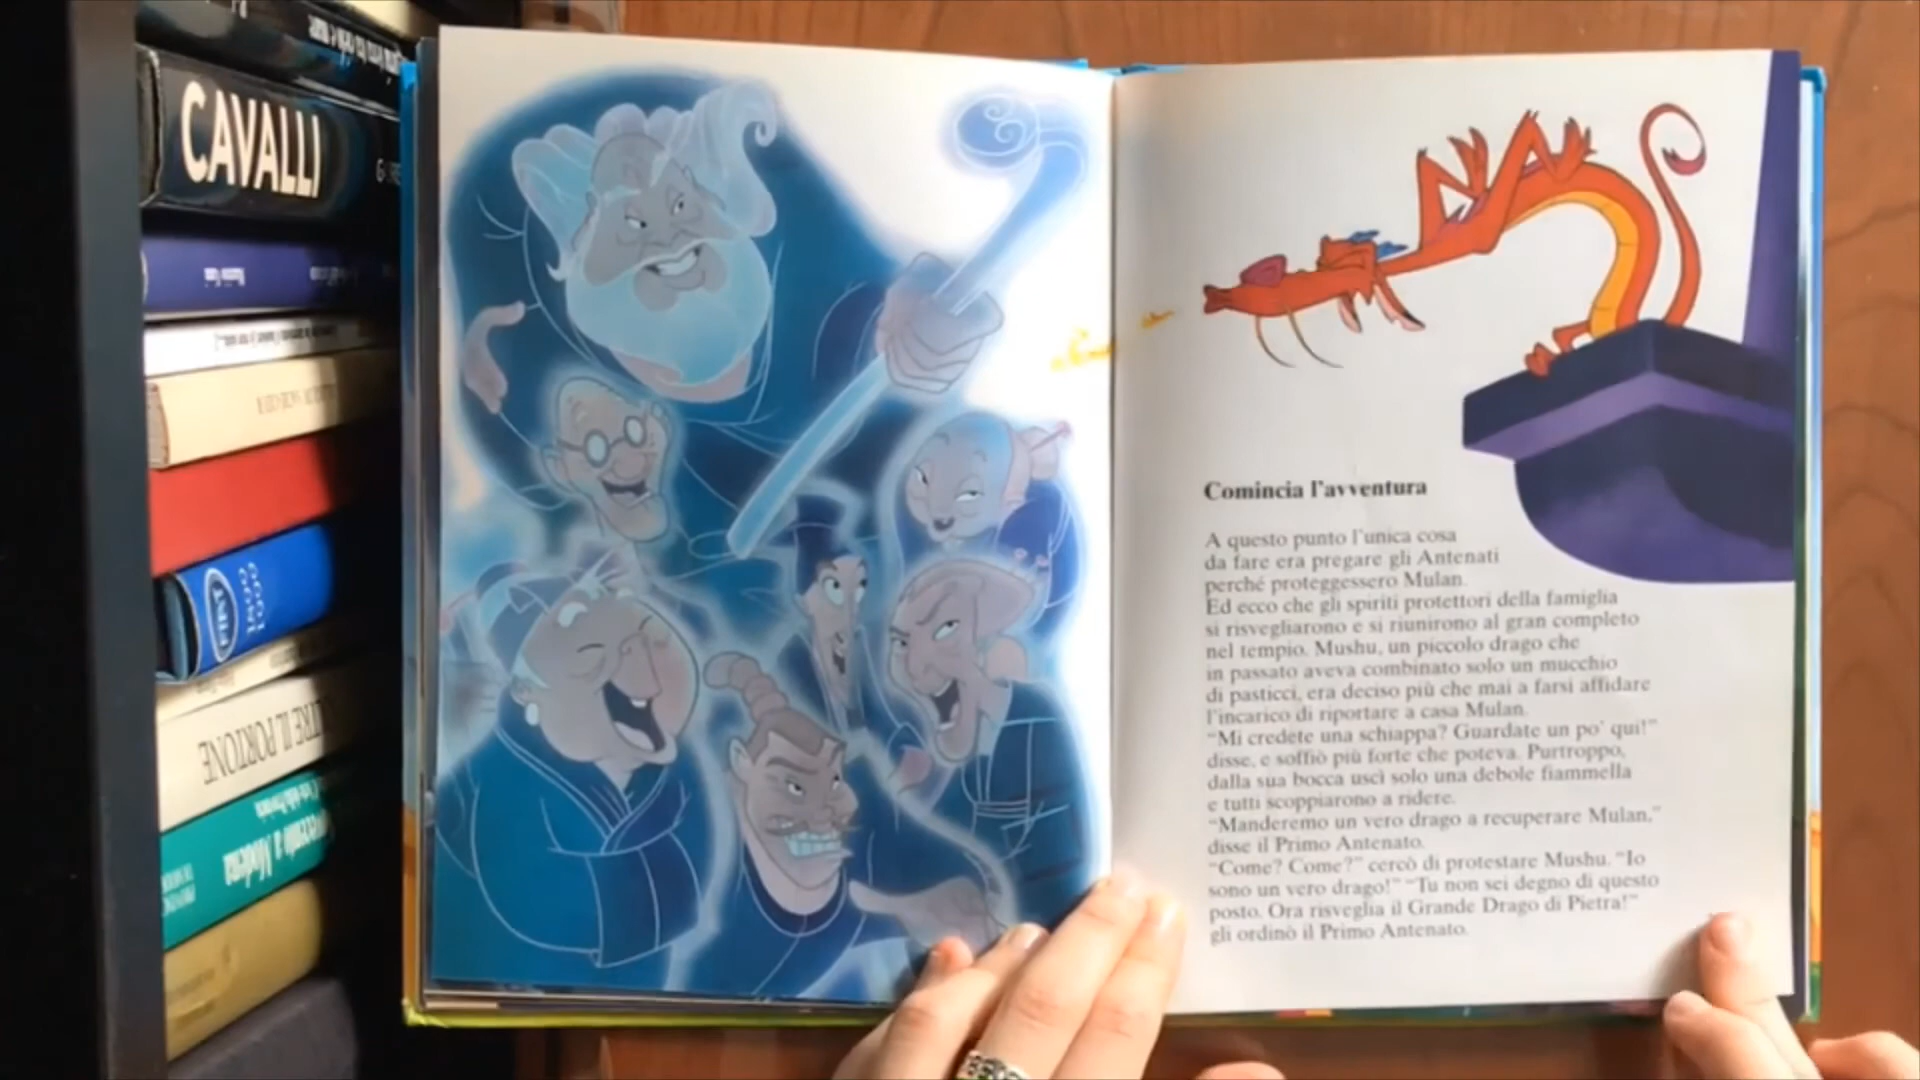 CAVALLI
OLTRE IL PORTONE
Comincia l'avventura
A questo punto l'unica cosa
da fare era pregare gli Antenati
perché proteggessero Mulan.
Ed ecco che gli spiriti protettori della famiglia
si risvegliarono e si riunirono al gran completo
nel tempio. Mushu, un piccolo drago che
in passato aveva combinato solo un mucchio
di pasticci, era deciso più che mai a farsi affidare
l'incarico di riportare a casa Mulan.
“Mi credete una schiappa? Guardate un po' qui!”
disse, e soffiò più forte che poteva. Purtroppo,
dalla sua bocca uscì solo una debole fiammella
e tutti scoppiarono a ridere.
“Manderemo un vero drago a recuperare Mulan,”
disse il Primo Antenato.
“Come? Come?” cercò di protestare Mushu. “Io
sono un vero drago!” “Tu non sei degno di questo
posto. Ora risveglia il Grande Drago di Pietra!”
gli ordinò il Primo Antenato.